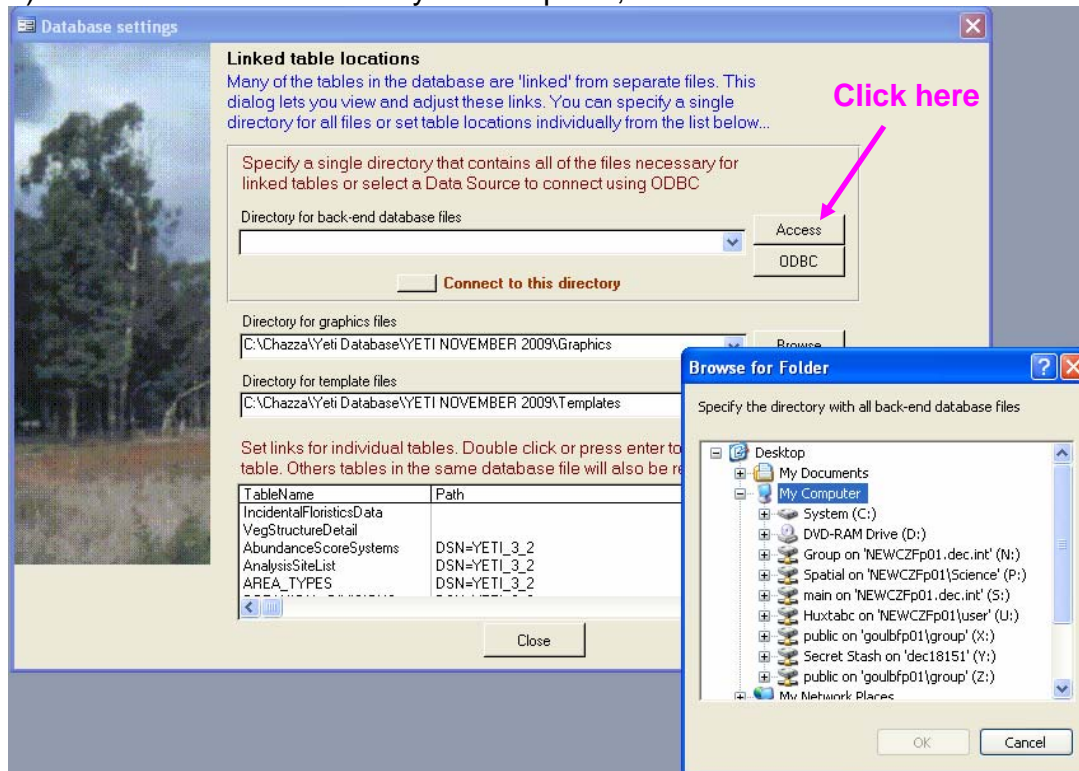 Database settings
Linked table locations
Many of the tables in the database are 'linked' from separate files. This
dialog lets you view and adjust these links. You can specify a single
directory for all files or set table locations individually from the list below...
Click here
Specify a single directory that contains all of the files necessary for
linked tables or select a Data Source to connect using ODBC
Directory for back-end database files
Access
ODBC
Connect to this directory
Directory for graphics files
C:\Chazza\Yeti Database\YETI NOVEMBER 2009\Graphics
Browse
Directory for template files
C:\Chazza\Yeti Database\YETI NOVEMBER 2009\Templates
Set links for individual tables. Double click or press enter to
table. Others tables in the same database file will also be
TableName Path
IncidentalFloristicsData
VegStructureDetail
AbundanceScoreSystems DSN=YETI_3_2
AnalysisSiteList DSN=YETI_3_2
AREA_TYPES DSN=YETI_3_2
Close
Browse for Folder
Specify the directory with all back-end database files
Desktop
My Documents
My Computer
System (C:)
DVD-RAM Drive (D:)
Group on 'NEWCZFp01.dec.int' (N:)
Spatial on 'NEWCZFp01\Science' (P:)
main on 'NEWCZFp01.dec.int' (S:)
Huxtabc on 'NEWCZFp01\user' (U:)
public on 'goulbfp01\group' (X:)
Secret Stash on 'dec18151' (Y:)
public on 'goulbfp01\group' (Z:)
My Network Places
OK
Cancel